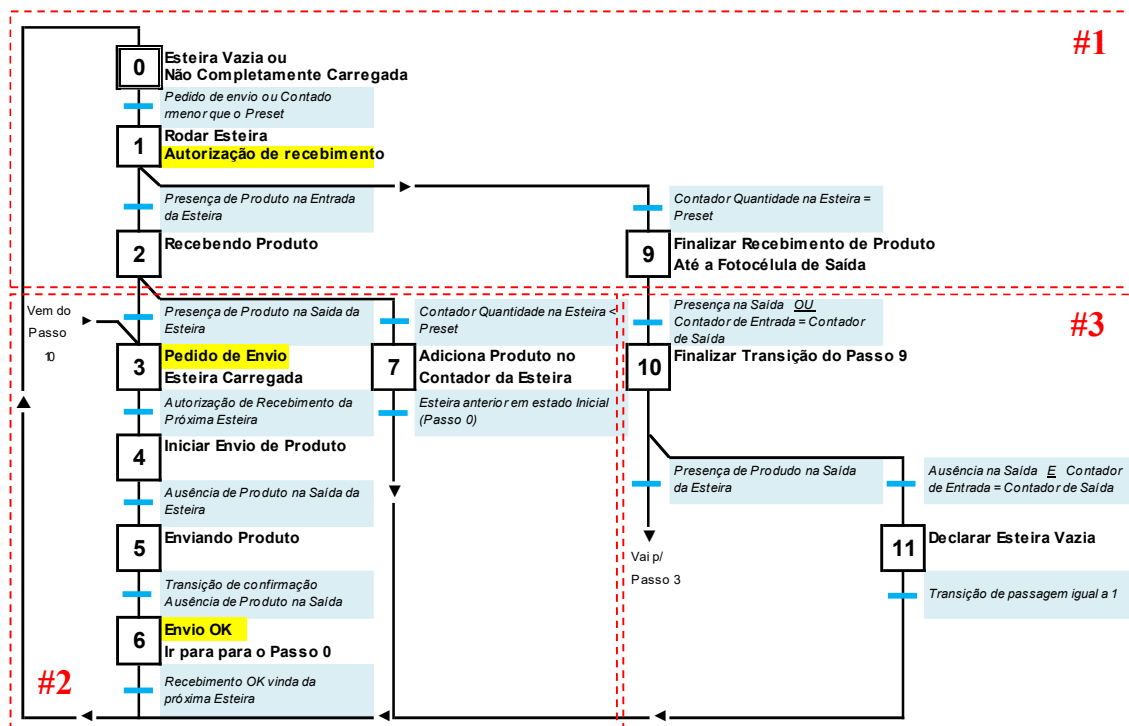 #1
0
Esteira Vazia ou
Não Completamente Carregada
Pedido de envio ou Contado
rmenor que o Preset
1
Rodar Esteira
Autorização de recebimento
Presença de Produto na Entrada
da Esteira
Contador Quantidade na Esteira =
Preset
2
Recebendo Produto
9
Finalizar Recebimento de Produto
Até a Fotocélula de Saída
Vem do
Passo
10
Presença de Produto na Saida da
Esteira
Contador Quantidade na Esteira <
Preset
Presença na Saída OU
Contador de Entrada = Contador
de Saída
#3
3
Pedido de Envio
Esteira Carregada
7
Adiciona Produto no
Contador da Esteira
10
Finalizar Transição do Passo 9
Autorização de Recebimento da
Próxima Esteira
Esteira anterior em estado Inicial
(Passo 0)
4
Iniciar Envio de Produto
Ausência de Produto na Saída da
Esteira
Presença de Produdo na Saída
da Esteira
Ausência na Saída E Contador
de Entrada = Contador de Saída
5
Enviando Produto
Vai p/
Passo 3
11
Declarar Esteira Vazia
Transição de confirmação
Ausência de Produto na Saída
Transição de passagem igual a 1
6
Envio OK
Ir para para o Passo 0
#2
Recebimento OK vinda da
próxima Esteira